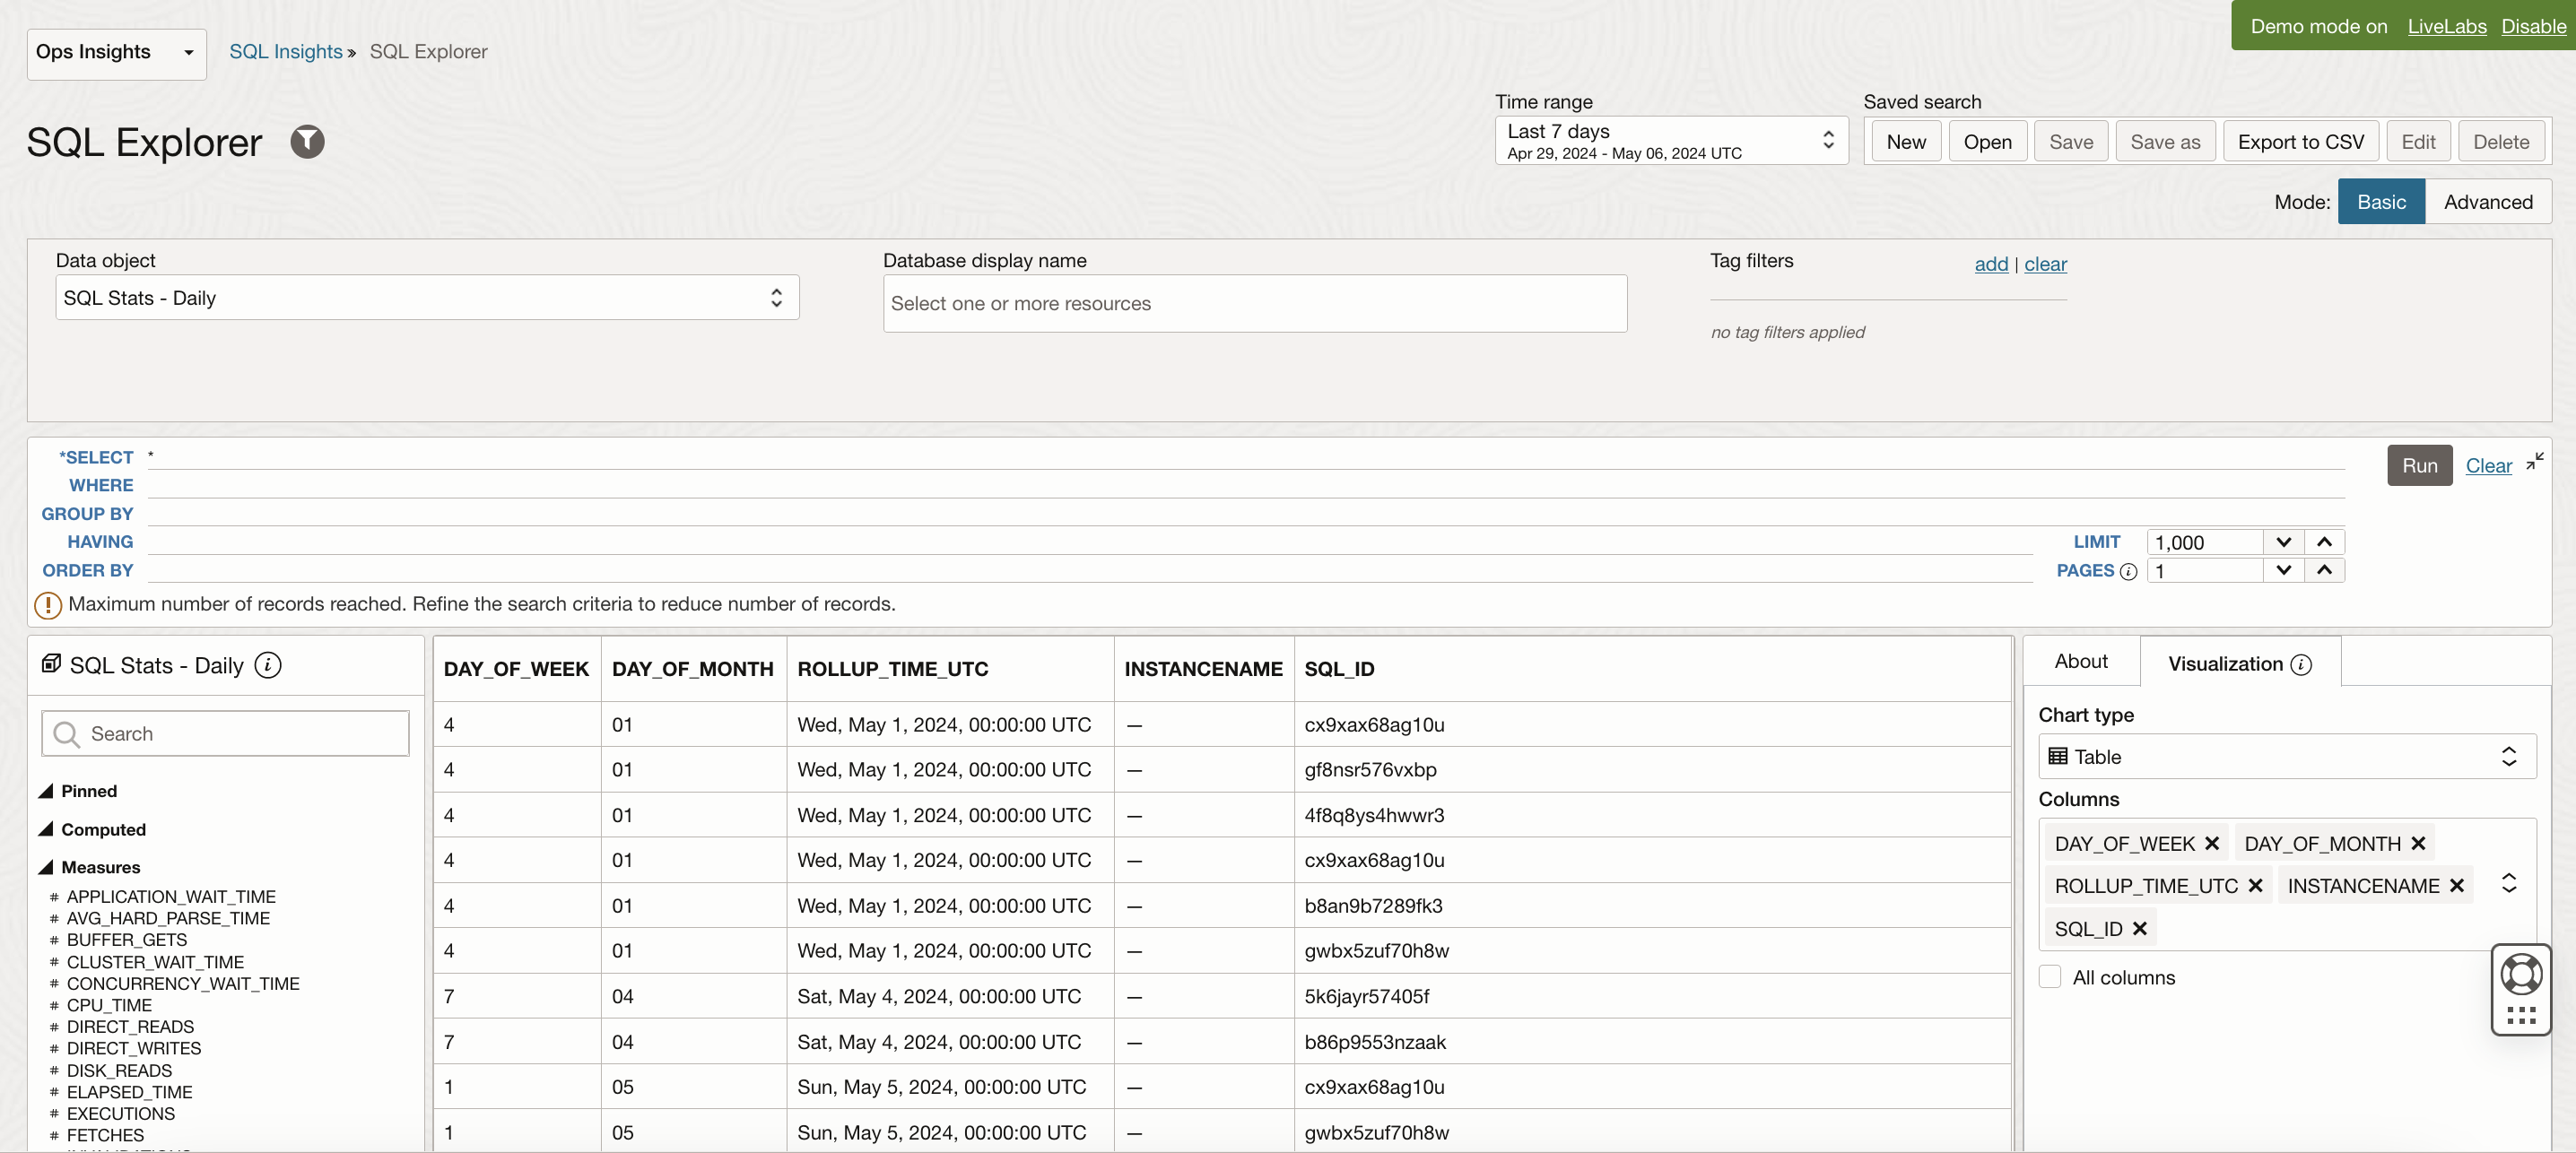 Demo mode on LiveLabs Disable
Ops Insights SQL Insights » SQL Explorer
SQL Explorer
Time range
Last 7 days
Apr 29, 2024 - May 06, 2024 UTC
Saved search
New Open Save Save as Export to CSV Edit Delete
Mode: Basic Advanced
Data object
SQL Stats - Daily
Database display name
Select one or more resources
Tag filters add | clear
no tag filters applied
*SELECT *
WHERE
GROUP BY
HAVING
ORDER BY
LIMIT 1,000
PAGES i 1
Run Clear
Maximum number of records reached. Refine the search criteria to reduce number of records.
SQL Stats - Daily i
Search
Pinned
Computed
Measures
# APPLICATION_WAIT_TIME
# AVG_HARD_PARSE_TIME
# BUFFER_GETS
# CLUSTER_WAIT_TIME
# CONCURRENCY_WAIT_TIME
# CPU_TIME
# DIRECT_READS
# DIRECT_WRITES
# DISK_READS
# ELAPSED_TIME
# EXECUTIONS
# FETCHES
DAY_OF_WEEK DAY_OF_MONTH ROLLUP_TIME_UTC INSTANCENAME SQL_ID
4 01 Wed, May 1, 2024, 00:00:00 UTC — cx9xax68ag10u
4 01 Wed, May 1, 2024, 00:00:00 UTC — gf8nsr576vxbp
4 01 Wed, May 1, 2024, 00:00:00 UTC — 4f8q8ys4hwwr3
4 01 Wed, May 1, 2024, 00:00:00 UTC — cx9xax68ag10u
4 01 Wed, May 1, 2024, 00:00:00 UTC — b8an9b7289fk3
4 01 Wed, May 1, 2024, 00:00:00 UTC — gwbx5zuf70h8w
7 04 Sat, May 4, 2024, 00:00:00 UTC — 5k6jayr57405f
7 04 Sat, May 4, 2024, 00:00:00 UTC — b86p9553nzaak
1 05 Sun, May 5, 2024, 00:00:00 UTC — cx9xax68ag10u
1 05 Sun, May 5, 2024, 00:00:00 UTC — gwbx5zuf70h8w
About Visualization i
Chart type
Table
Columns
DAY_OF_WEEK DAY_OF_MONTH
ROLLUP_TIME_UTC INSTANCENAME
SQL_ID
All columns